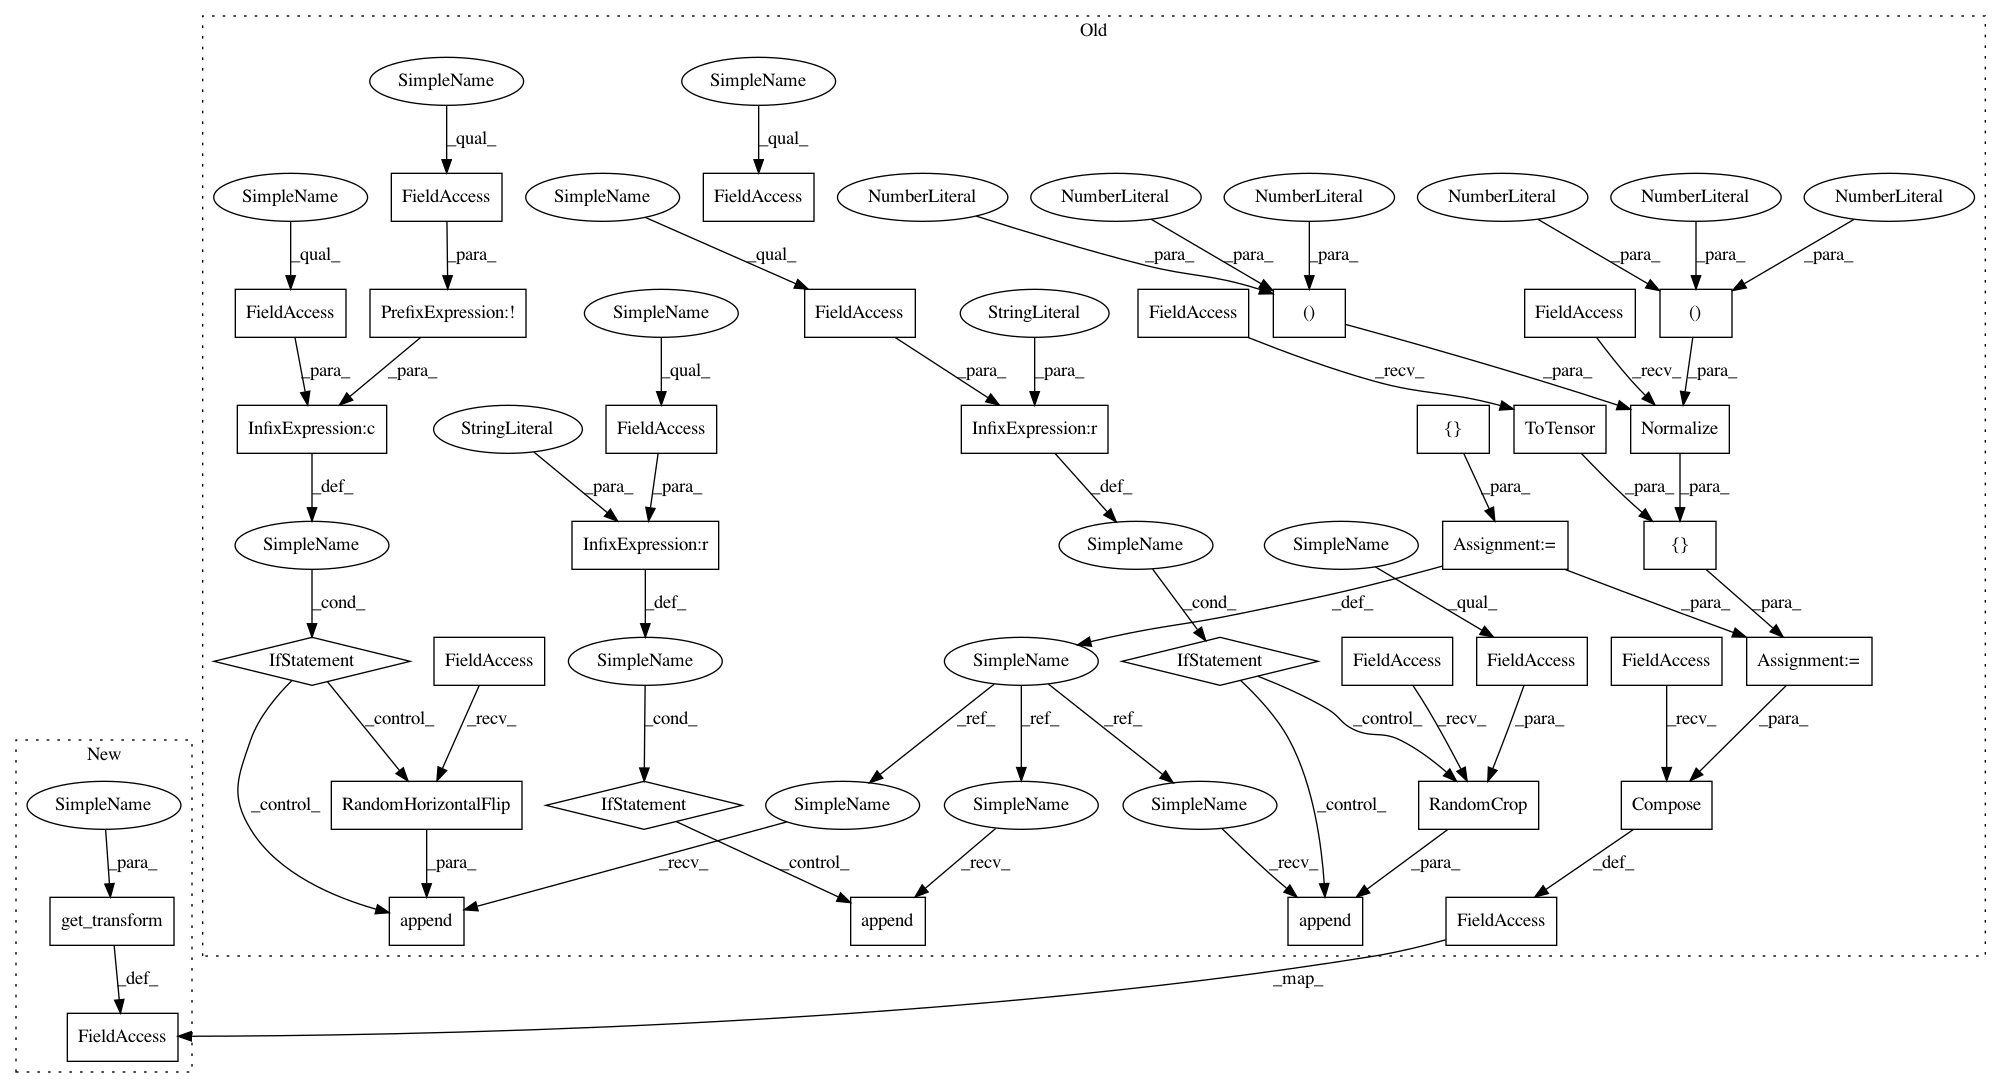 Old
SimpleName
SimpleName
_qual_
_qual_
SimpleName
FieldAccess
SimpleName
FieldAccess
NumberLiteral
NumberLiteral
NumberLiteral
NumberLiteral
NumberLiteral
NumberLiteral
_qual_
_para_
_qual_
_para_
_para_
_para_
_para_
_para_
_para_
FieldAccess
PrefixExpression:!
SimpleName
FieldAccess
StringLiteral
FieldAccess
()
FieldAccess
()
_para_
_para_
_qual_
_para_
_para_
_recv_
_para_
_recv_
_para_
InfixExpression:c
StringLiteral
FieldAccess
InfixExpression:r
{}
ToTensor
Normalize
_def_
_para_
_para_
_def_
_para_
_para_
_para_
SimpleName
InfixExpression:r
SimpleName
SimpleName
Assignment:=
{}
_cond_
_def_
_cond_
_def_
_qual_
_para_
_para_
IfStatement
FieldAccess
SimpleName
SimpleName
IfStatement
FieldAccess
FieldAccess
FieldAccess
Assignment:=
_control_
_recv_
_cond_
_ref_
_ref_
_ref_
_control_
_recv_
_para_
_recv_
_para_
New
SimpleName
_control_
RandomHorizontalFlip
IfStatement
SimpleName
SimpleName
SimpleName
_control_
RandomCrop
Compose
_para_
_para_
_recv_
_control_
_recv_
_recv_
_para_
_def_
get_transform
append
append
append
FieldAccess
_def_
_map_
FieldAccess